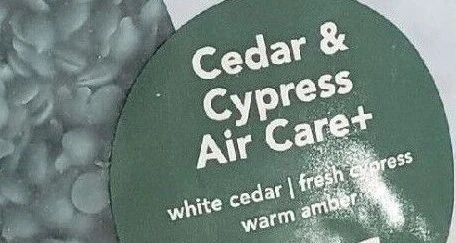 Cedar &
Cypress
Air Care+
white cedar | fresh cypress
warm amber